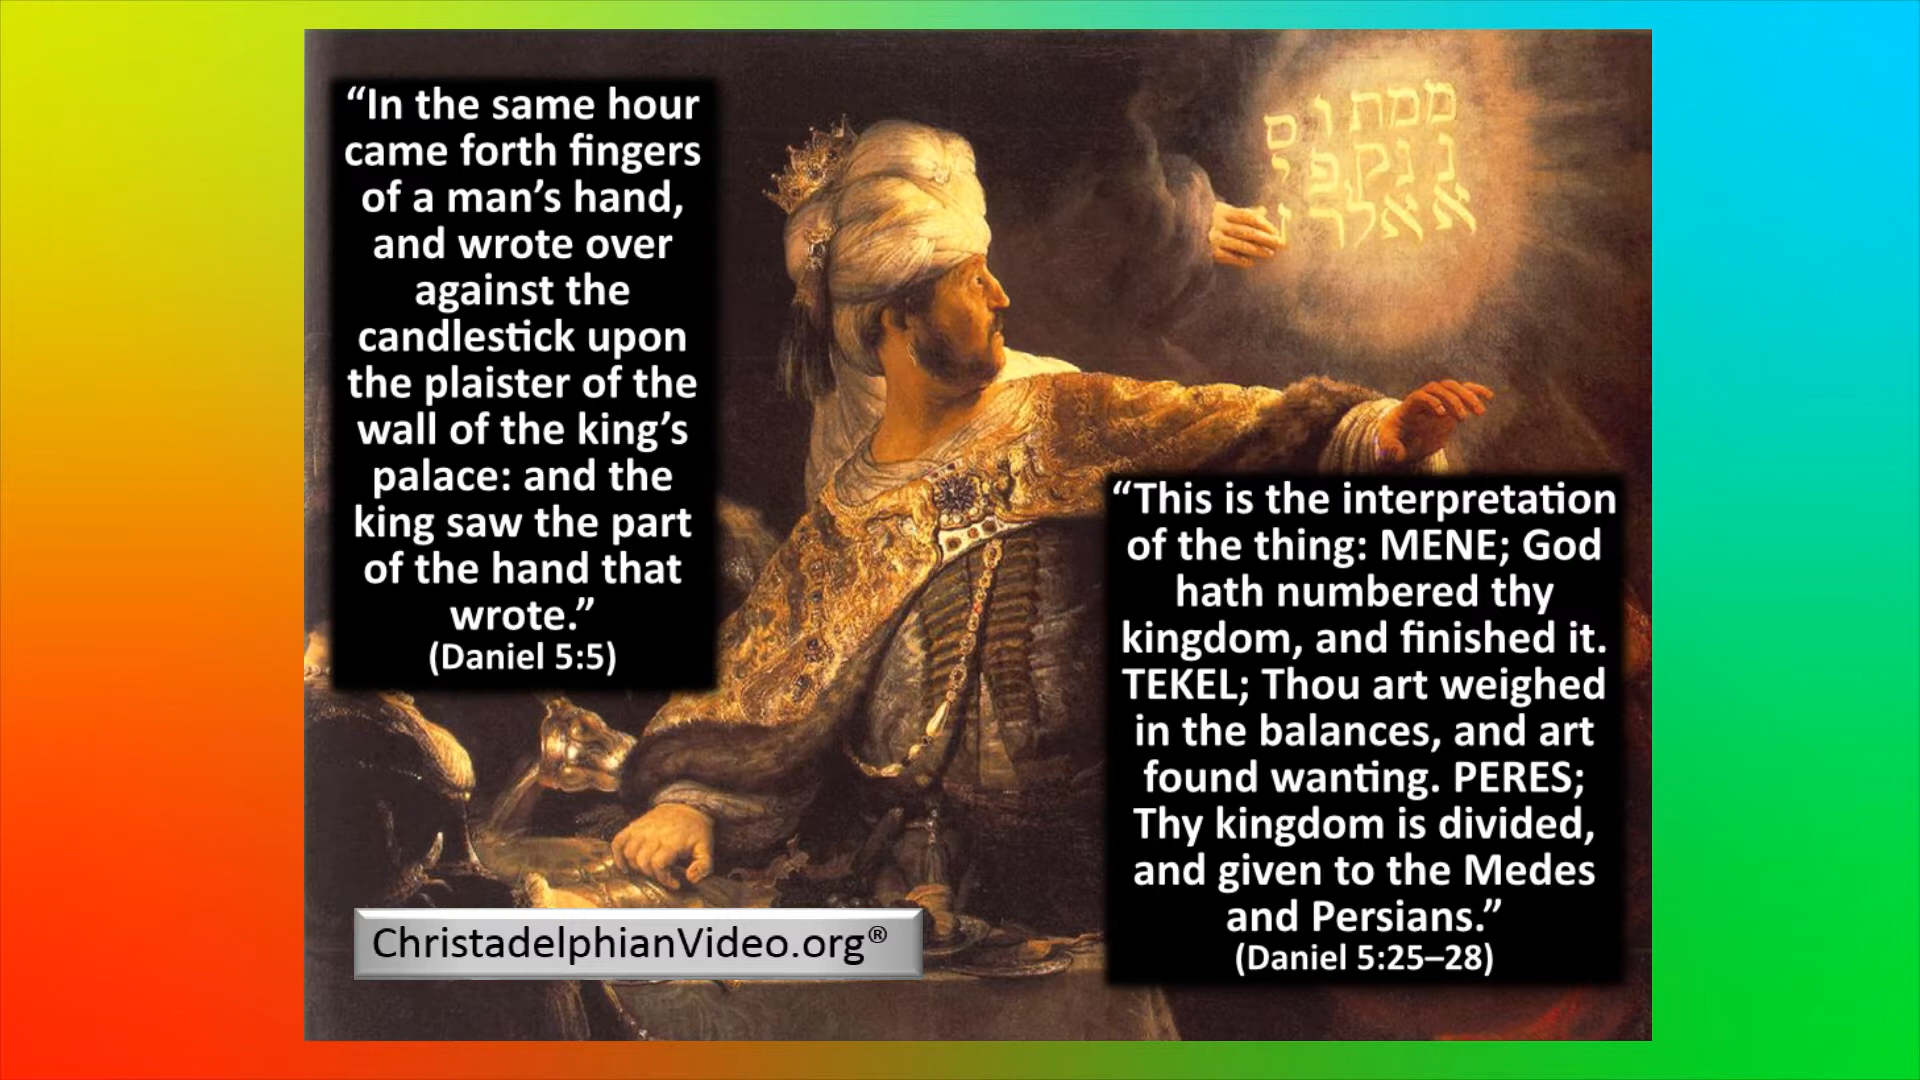 “In the same hour
came forth fingers
of a man’s hand,
and wrote over
against the
candlestick upon
the plaister of the
wall of the king’s
palace: and the
king saw the part
of the hand that
wrote.”
(Daniel 5:5)
ממתוס
ננקפי
אאלר
“This is the interpretation
of the thing: MENE; God
hath numbered thy
kingdom, and finished it.
TEKEL; Thou art weighed
in the balances, and art
found wanting. PERES;
Thy kingdom is divided,
and given to the Medes
and Persians.”
(Daniel 5:25–28)
ChristadelphianVideo.org®